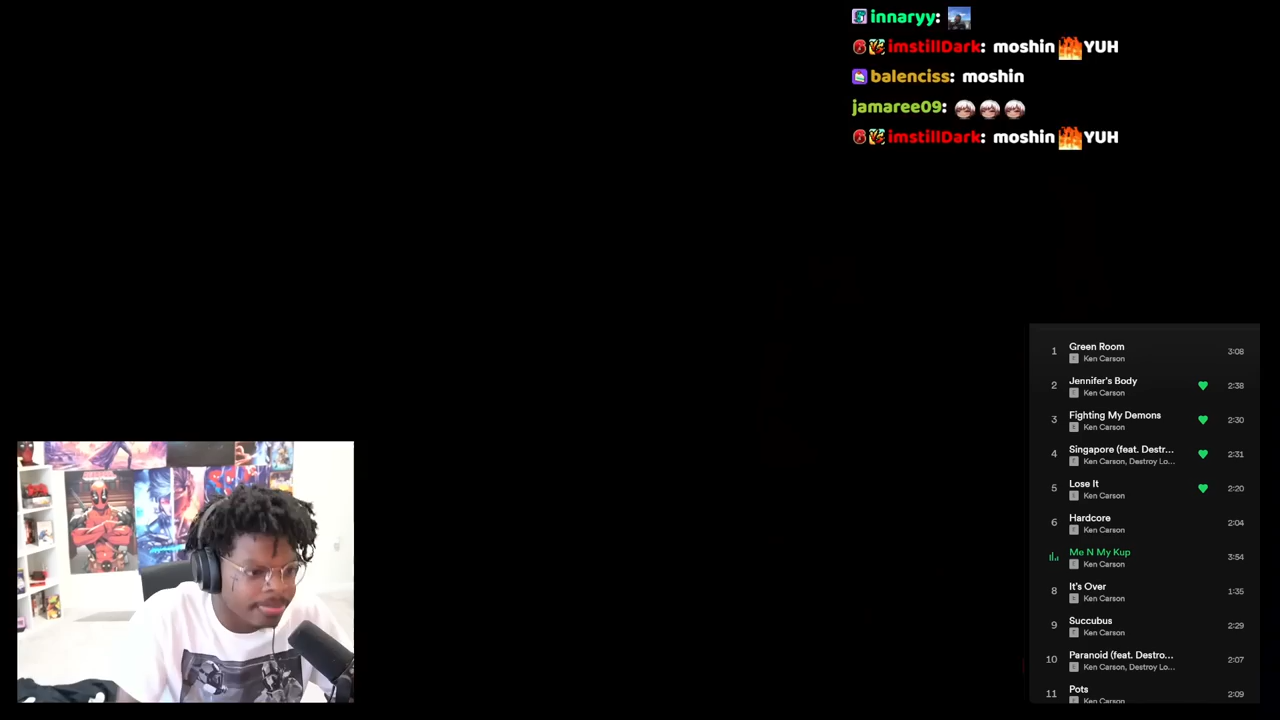 innaryy:
imstillDark: moshin YUH
balenciss: moshin
jamaree09:
imstillDark: moshin YUH
1 Green Room 3:08
E Ken Carson
2 Jennifer's Body 2:38
E Ken Carson
3 Fighting My Demons 2:30
E Ken Carson
4 Singapore (feat. Destr... 2:31
E Ken Carson, Destroy Lo...
5 Lose It 2:20
E Ken Carson
6 Hardcore 2:04
E Ken Carson
Me N My Kup 3:54
E Ken Carson
8 It's Over 1:35
E Ken Carson
9 Succubus 2:29
E Ken Carson
10 Paranoid (feat. Destro... 2:07
E Ken Carson, Destroy Lo...
11 Pots 2:09
Ken Carson